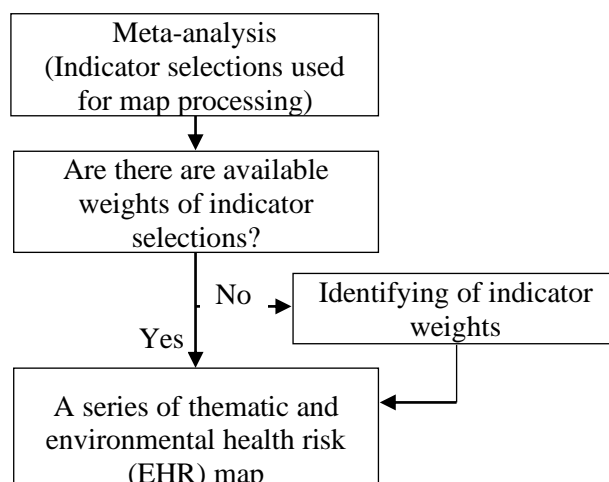 Meta-analysis
(Indicator selections used
for map processing)
Are there are available
weights of indicator
selections?
No
Identifying of indicator
weights
Yes
A series of thematic and
environmental health risk
(EHR) map